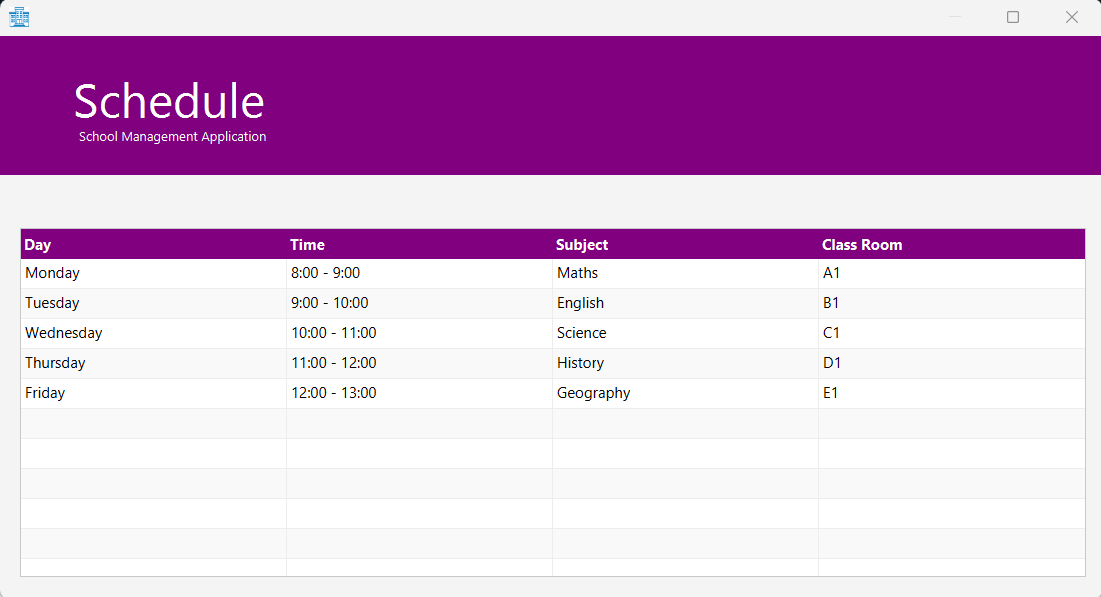 Schedule
School Management Application
Day Time Subject Class Room
Monday 8:00 - 9:00 Maths A1
Tuesday 9:00 - 10:00 English B1
Wednesday 10:00 - 11:00 Science C1
Thursday 11:00 - 12:00 History D1
Friday 12:00 - 13:00 Geography E1